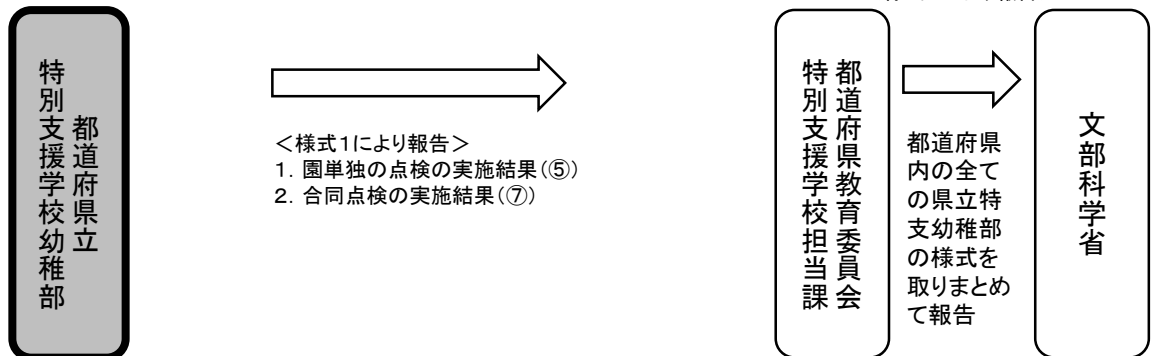 都道府県立
特別支援学校幼稚部
＜様式１により報告＞
１．園単独の点検の実施結果（⑤）
２．合同点検の実施結果（⑦）
都道府県教育委員会
特別支援学校担当課
都道府県
内の全て
の県立特
支幼稚部
の様式を
取りまとめ
て報告
文部科学省